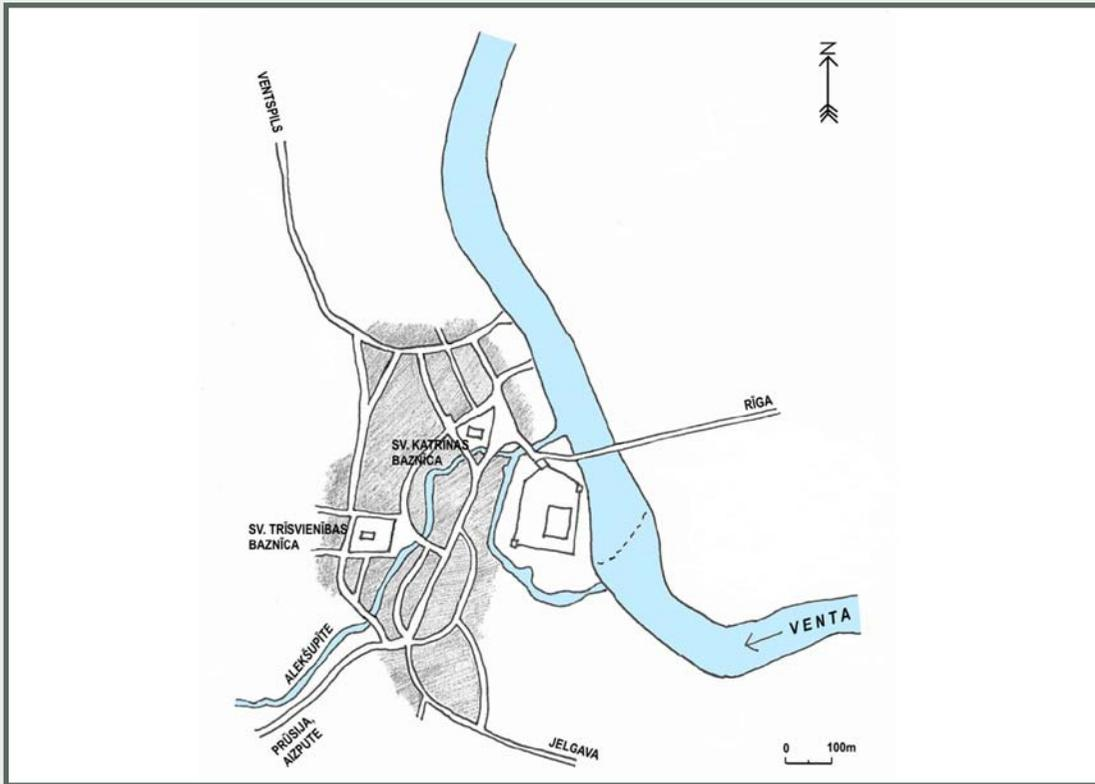 N
VENTSPILS
RĪGA
SV. KATRĪNAS
BAZNĪCA
SV. TRĪSVIENĪBAS
BAZNĪCA
VENTA
ALEKŠUPĪTE
PRŪSIJA,
AIZPUTE
JELGAVA
0 100m